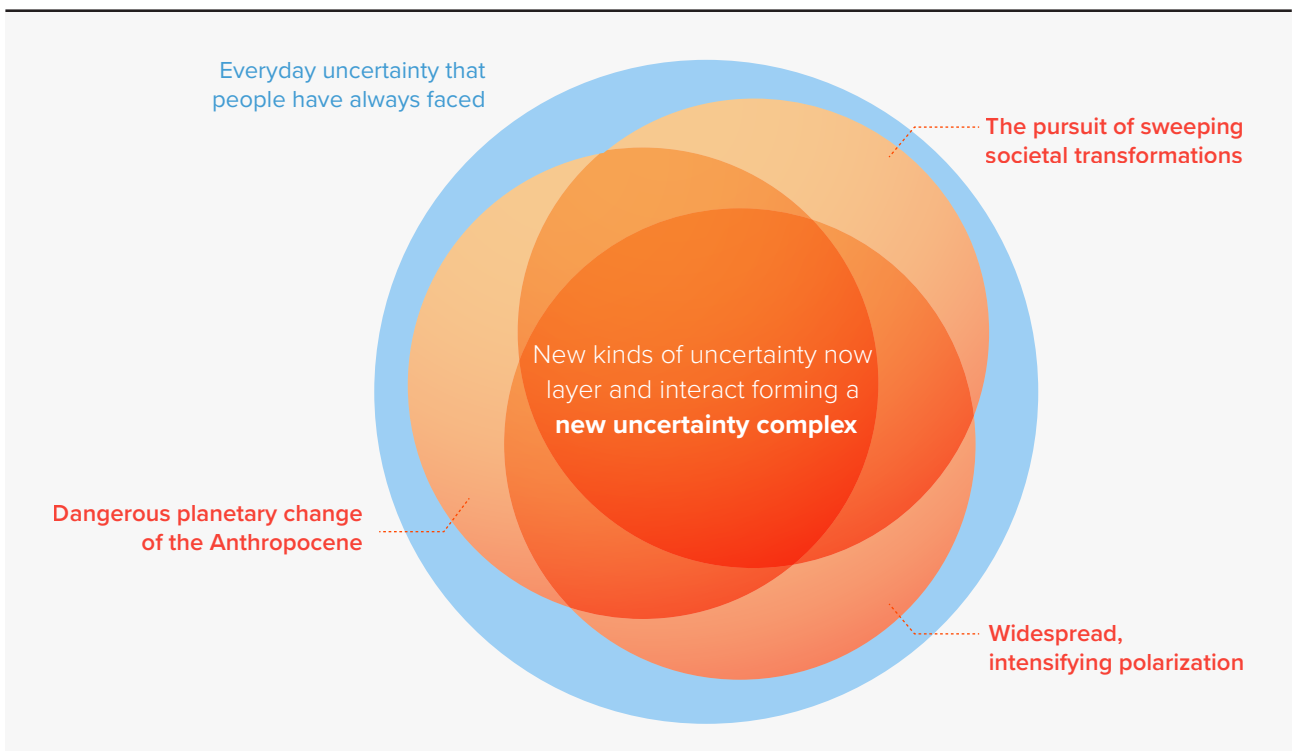 Everyday uncertainty that
people have always faced
The pursuit of sweeping
societal transformations
New kinds of uncertainty now
layer and interact forming a
new uncertainty complex
Dangerous planetary change
of the Anthropocene
Widespread,
intensifying polarization